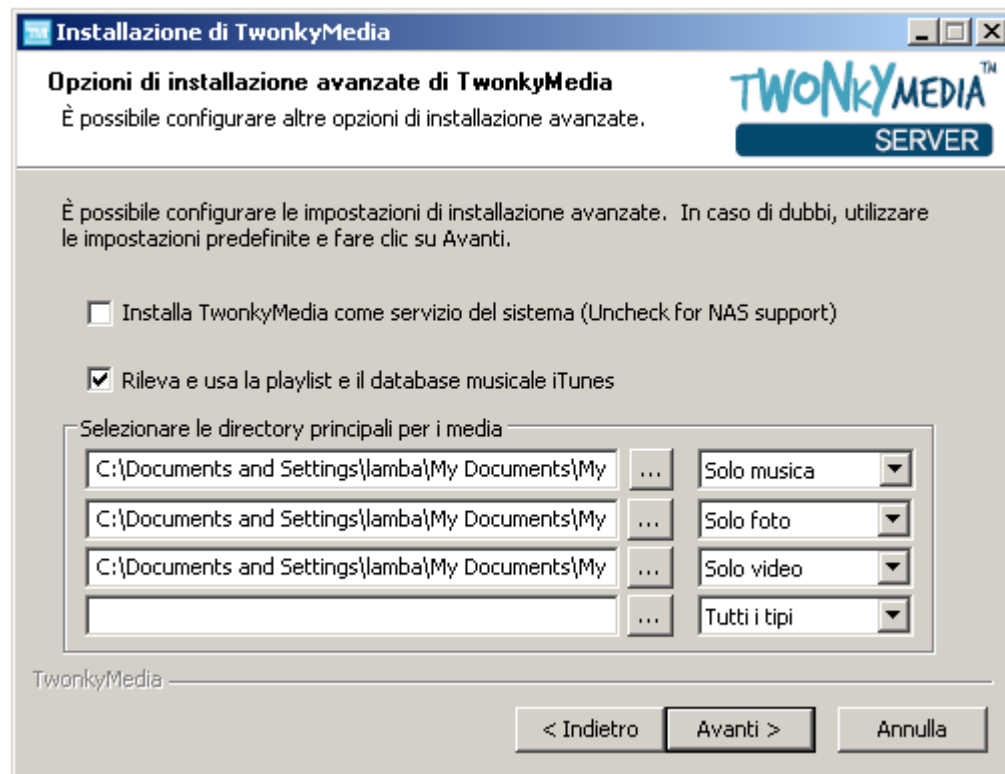 Installazione di TwonkyMedia
Opzioni di installazione avanzate di TwonkyMedia
È possibile configurare altre opzioni di installazione avanzate.
TWONKYMEDIA™
SERVER
È possibile configurare le impostazioni di installazione avanzate. In caso di dubbi, utilizzare
le impostazioni predefinite e fare clic su Avanti.
Installa TwonkyMedia come servizio del sistema (Uncheck for NAS support)
Rileva e usa la playlist e il database musicale iTunes
Selezionare le directory principali per i media
C:\Documents and Settings\lamba\My Documents\My ... Solo musica
C:\Documents and Settings\lamba\My Documents\My ... Solo foto
C:\Documents and Settings\lamba\My Documents\My ... Solo video
... Tutti i tipi
TwonkyMedia
< Indietro Avanti > Annulla